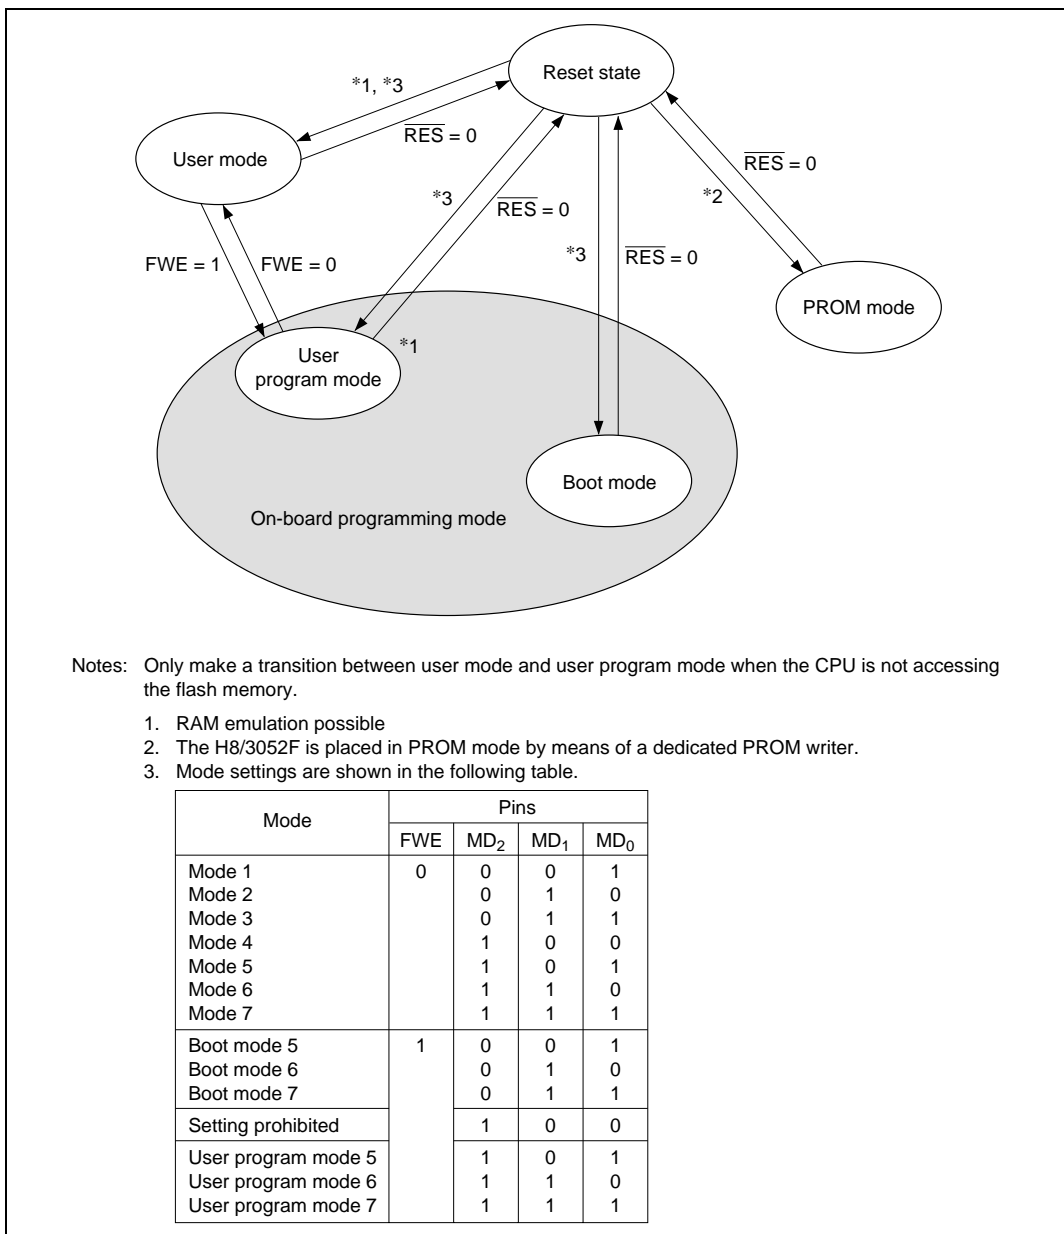 Reset state
*1, *3
RES = 0
User mode
RES = 0
*3
RES = 0
*2
*3
RES = 0
FWE = 1
FWE = 0
PROM mode
*1
User
program mode
Boot mode
On-board programming mode
Notes: Only make a transition between user mode and user program mode when the CPU is not accessing
the flash memory.
1. RAM emulation possible
2. The H8/3052F is placed in PROM mode by means of a dedicated PROM writer.
3. Mode settings are shown in the following table.
Mode Pins
FWE MD2 MD1 MD0
Mode 1 0 0 0 1
Mode 2 0 1 0
Mode 3 0 1 1
Mode 4 1 0 0
Mode 5 1 0 1
Mode 6 1 1 0
Mode 7 1 1 1
Boot mode 5 1 0 0 1
Boot mode 6 0 1 0
Boot mode 7 0 1 1
Setting prohibited 1 0 0
User program mode 5 1 0 1
User program mode 6 1 1 0
User program mode 7 1 1 1